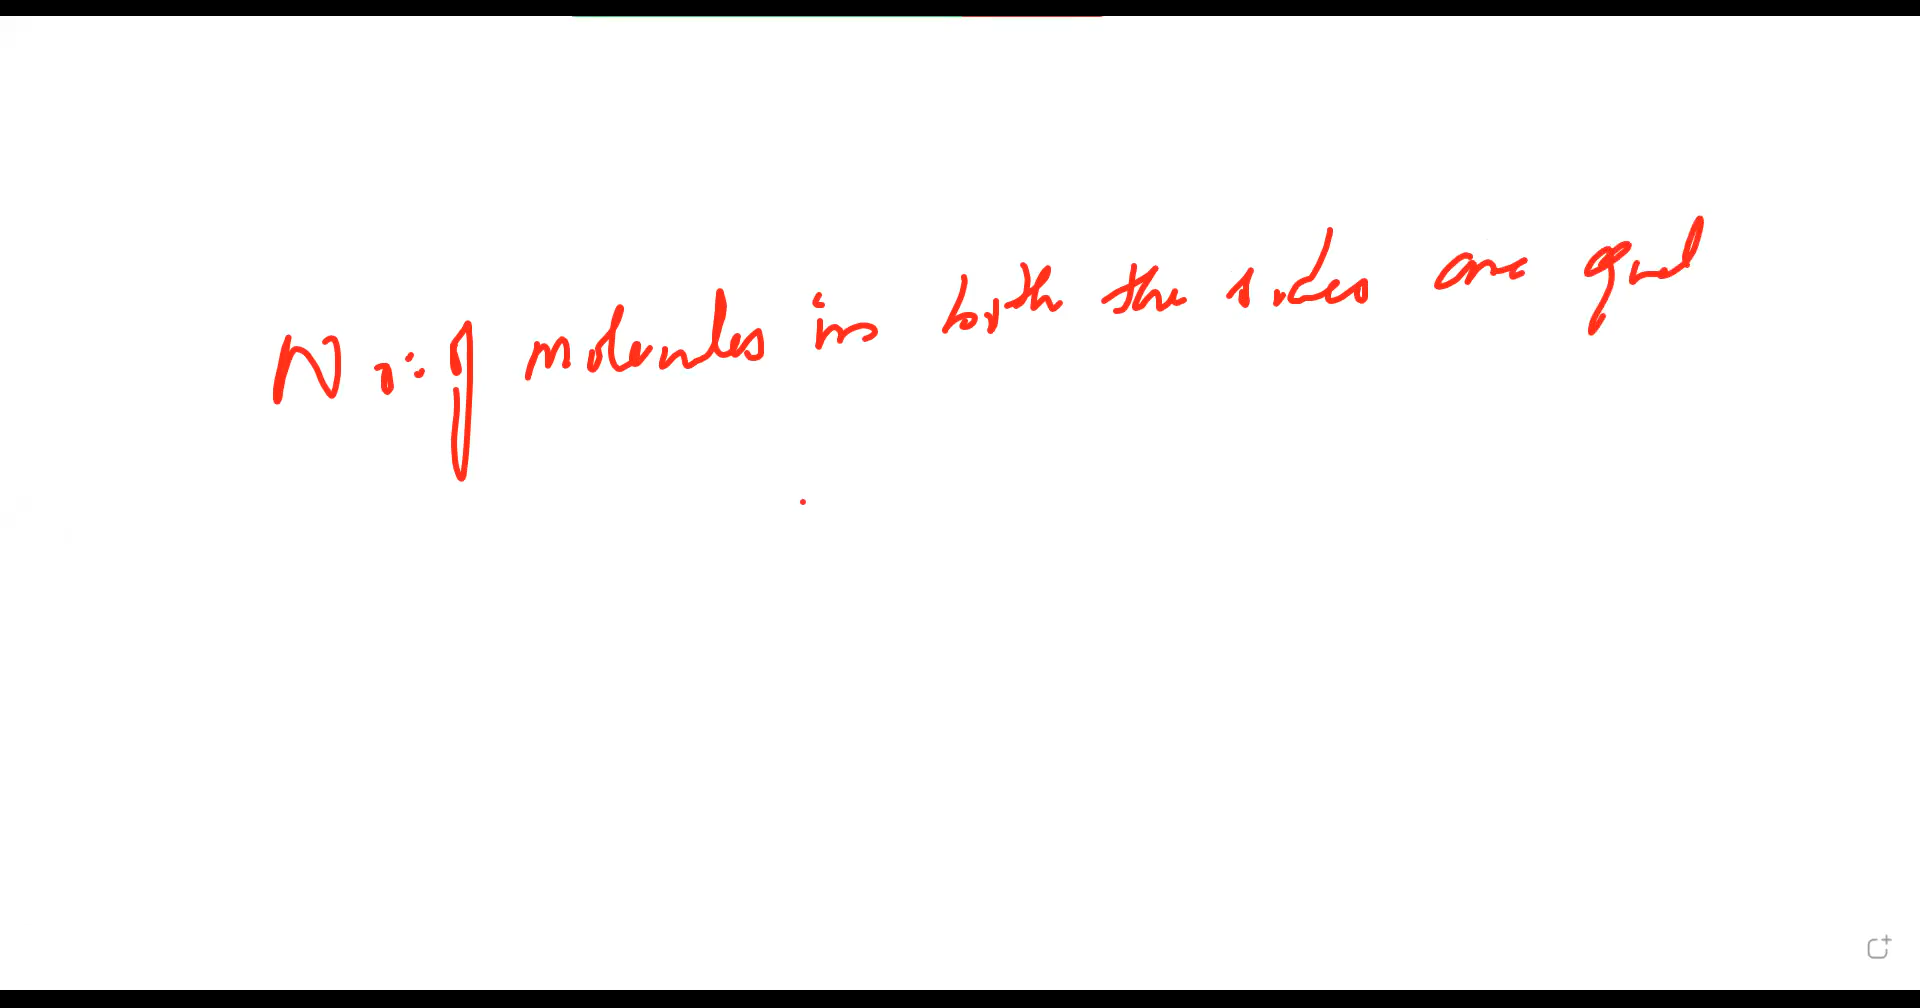 No: of molecules in both the sides are equal